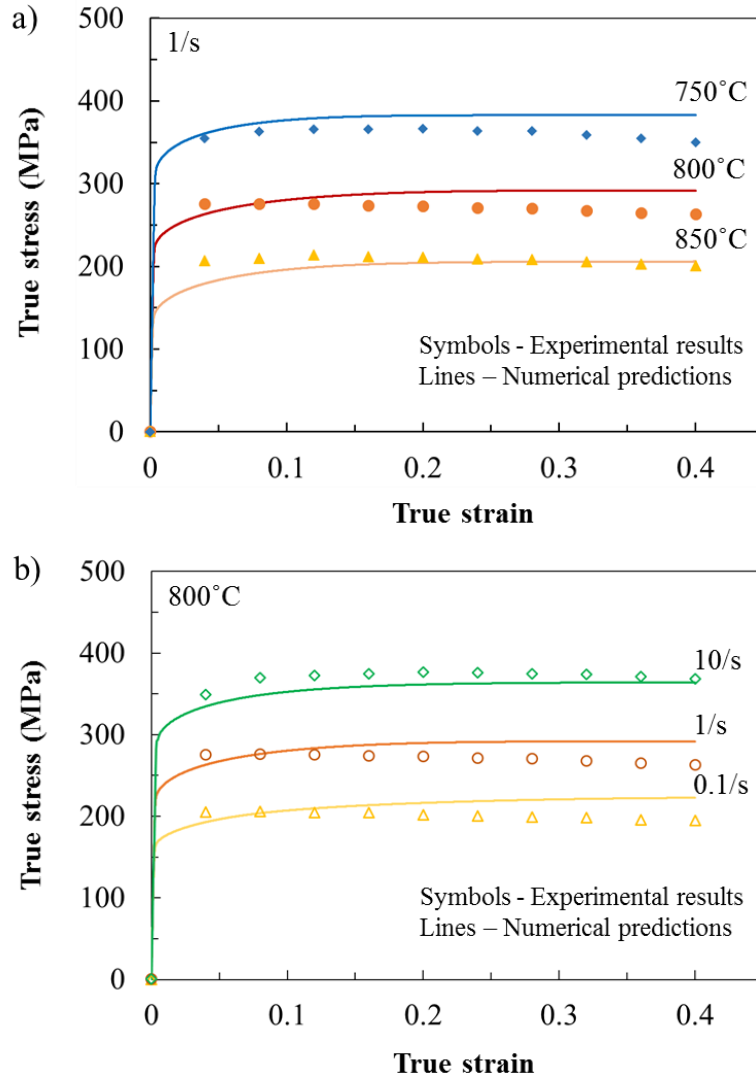 a)
500
400
300
200
100
0
True stress (MPa)
1/s
750˚C
800˚C
850˚C
Symbols - Experimental results
Lines – Numerical predictions
0 0.1 0.2 0.3 0.4
True strain
b)
500
400
300
200
100
0
True stress (MPa)
800˚C
10/s
1/s
0.1/s
Symbols - Experimental results
Lines – Numerical predictions
0 0.1 0.2 0.3 0.4
True strain